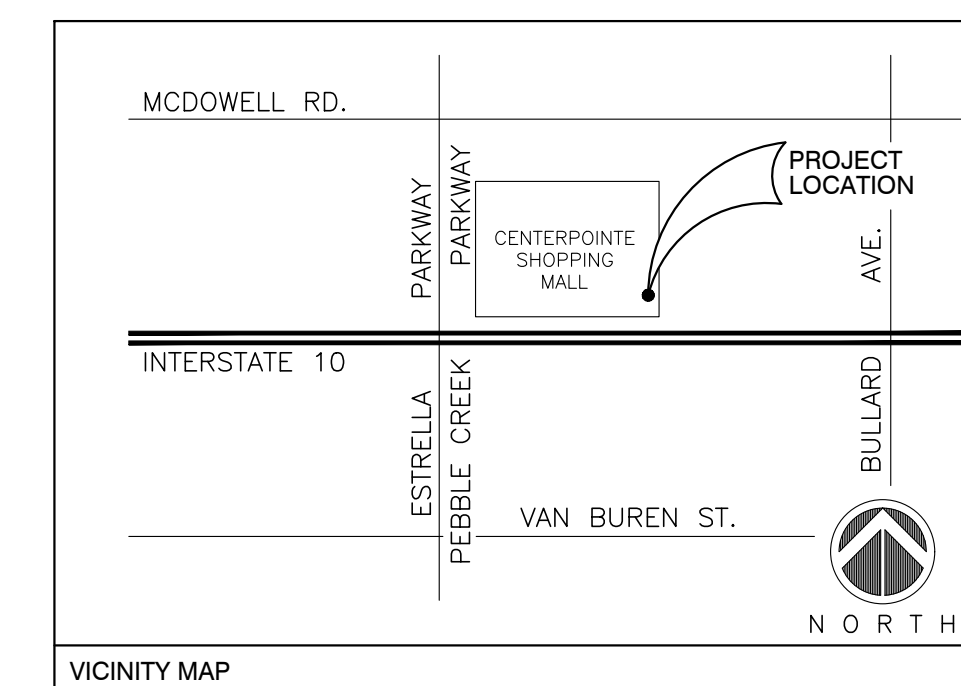 MCDOWELL RD.
ESTRELLA PARKWAY
PEBBLE CREEK PARKWAY
CENTERPOINTE
SHOPPING
MALL
PROJECT
LOCATION
BULLARD AVE.
INTERSTATE 10
VAN BUREN ST.
NORTH
VICINITY MAP